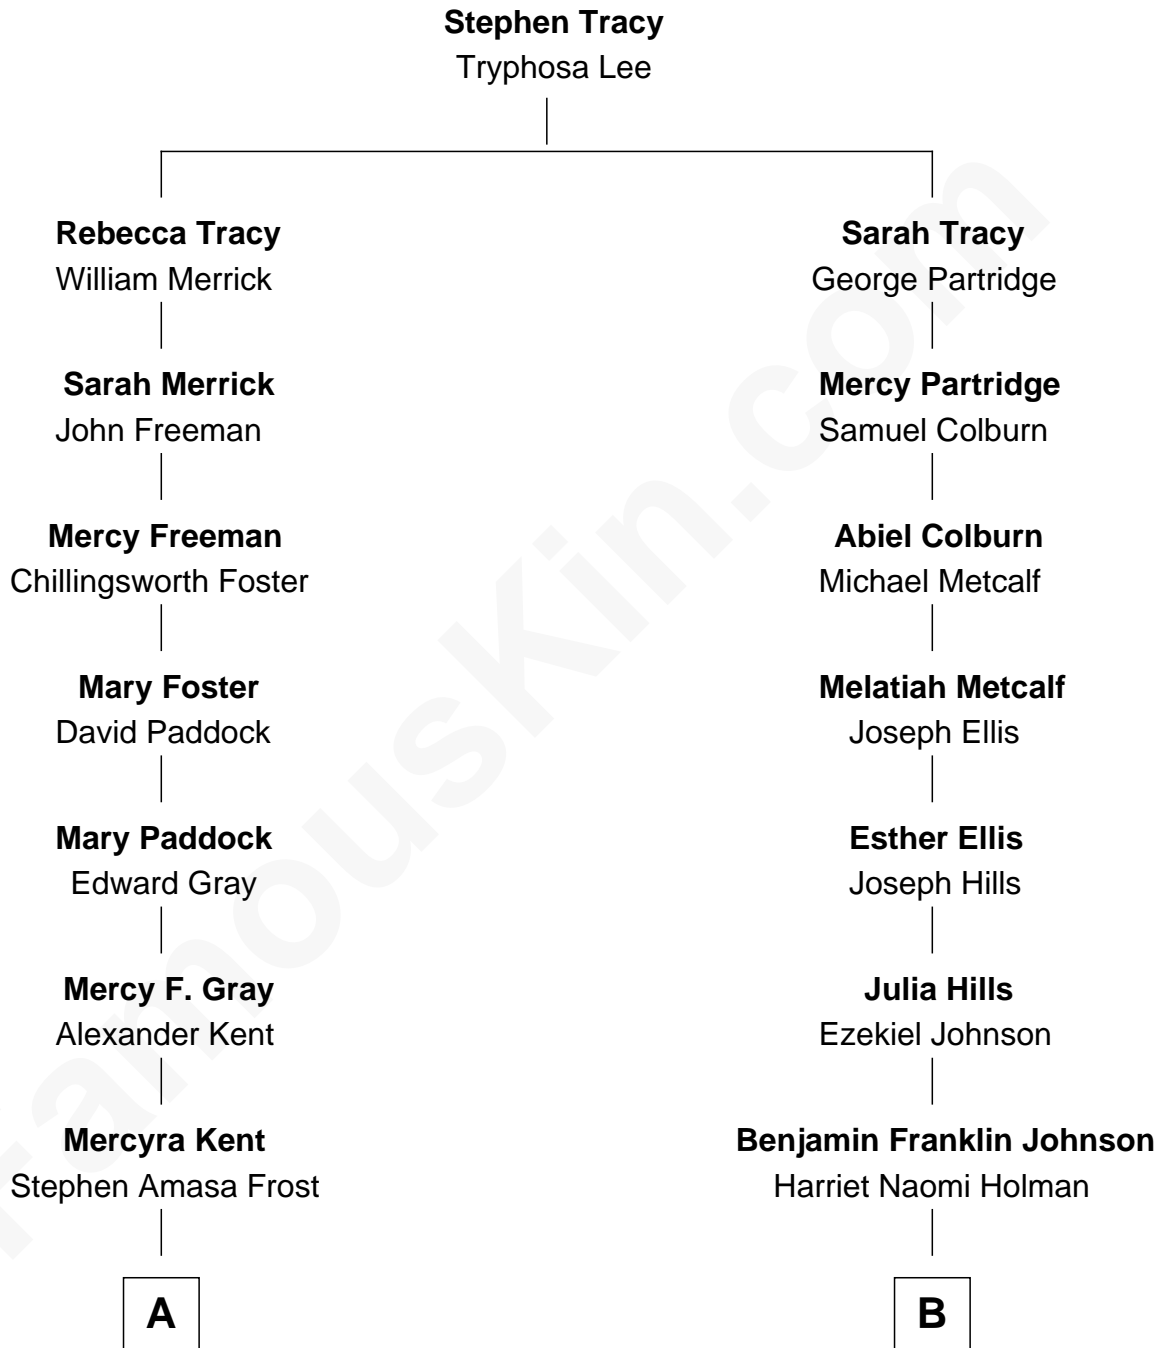 Stephen Tracy
Tryphosa Lee
Rebecca Tracy
William Merrick
Sarah Tracy
George Partridge
Sarah Merrick
John Freeman
Mercy Partridge
Samuel Colburn
Mercy Freeman
Chillingsworth Foster
Abiel Colburn
Michael Metcalf
Mary Foster
David Paddock
Melatiah Metcalf
Joseph Ellis
Mary Paddock
Edward Gray
Esther Ellis
Joseph Hills
Mercy F. Gray
Alexander Kent
Julia Hills
Ezekiel Johnson
Mercyra Kent
Stephen Amasa Frost
Benjamin Franklin Johnson
Harriet Naomi Holman
A
B
FamousKin.com